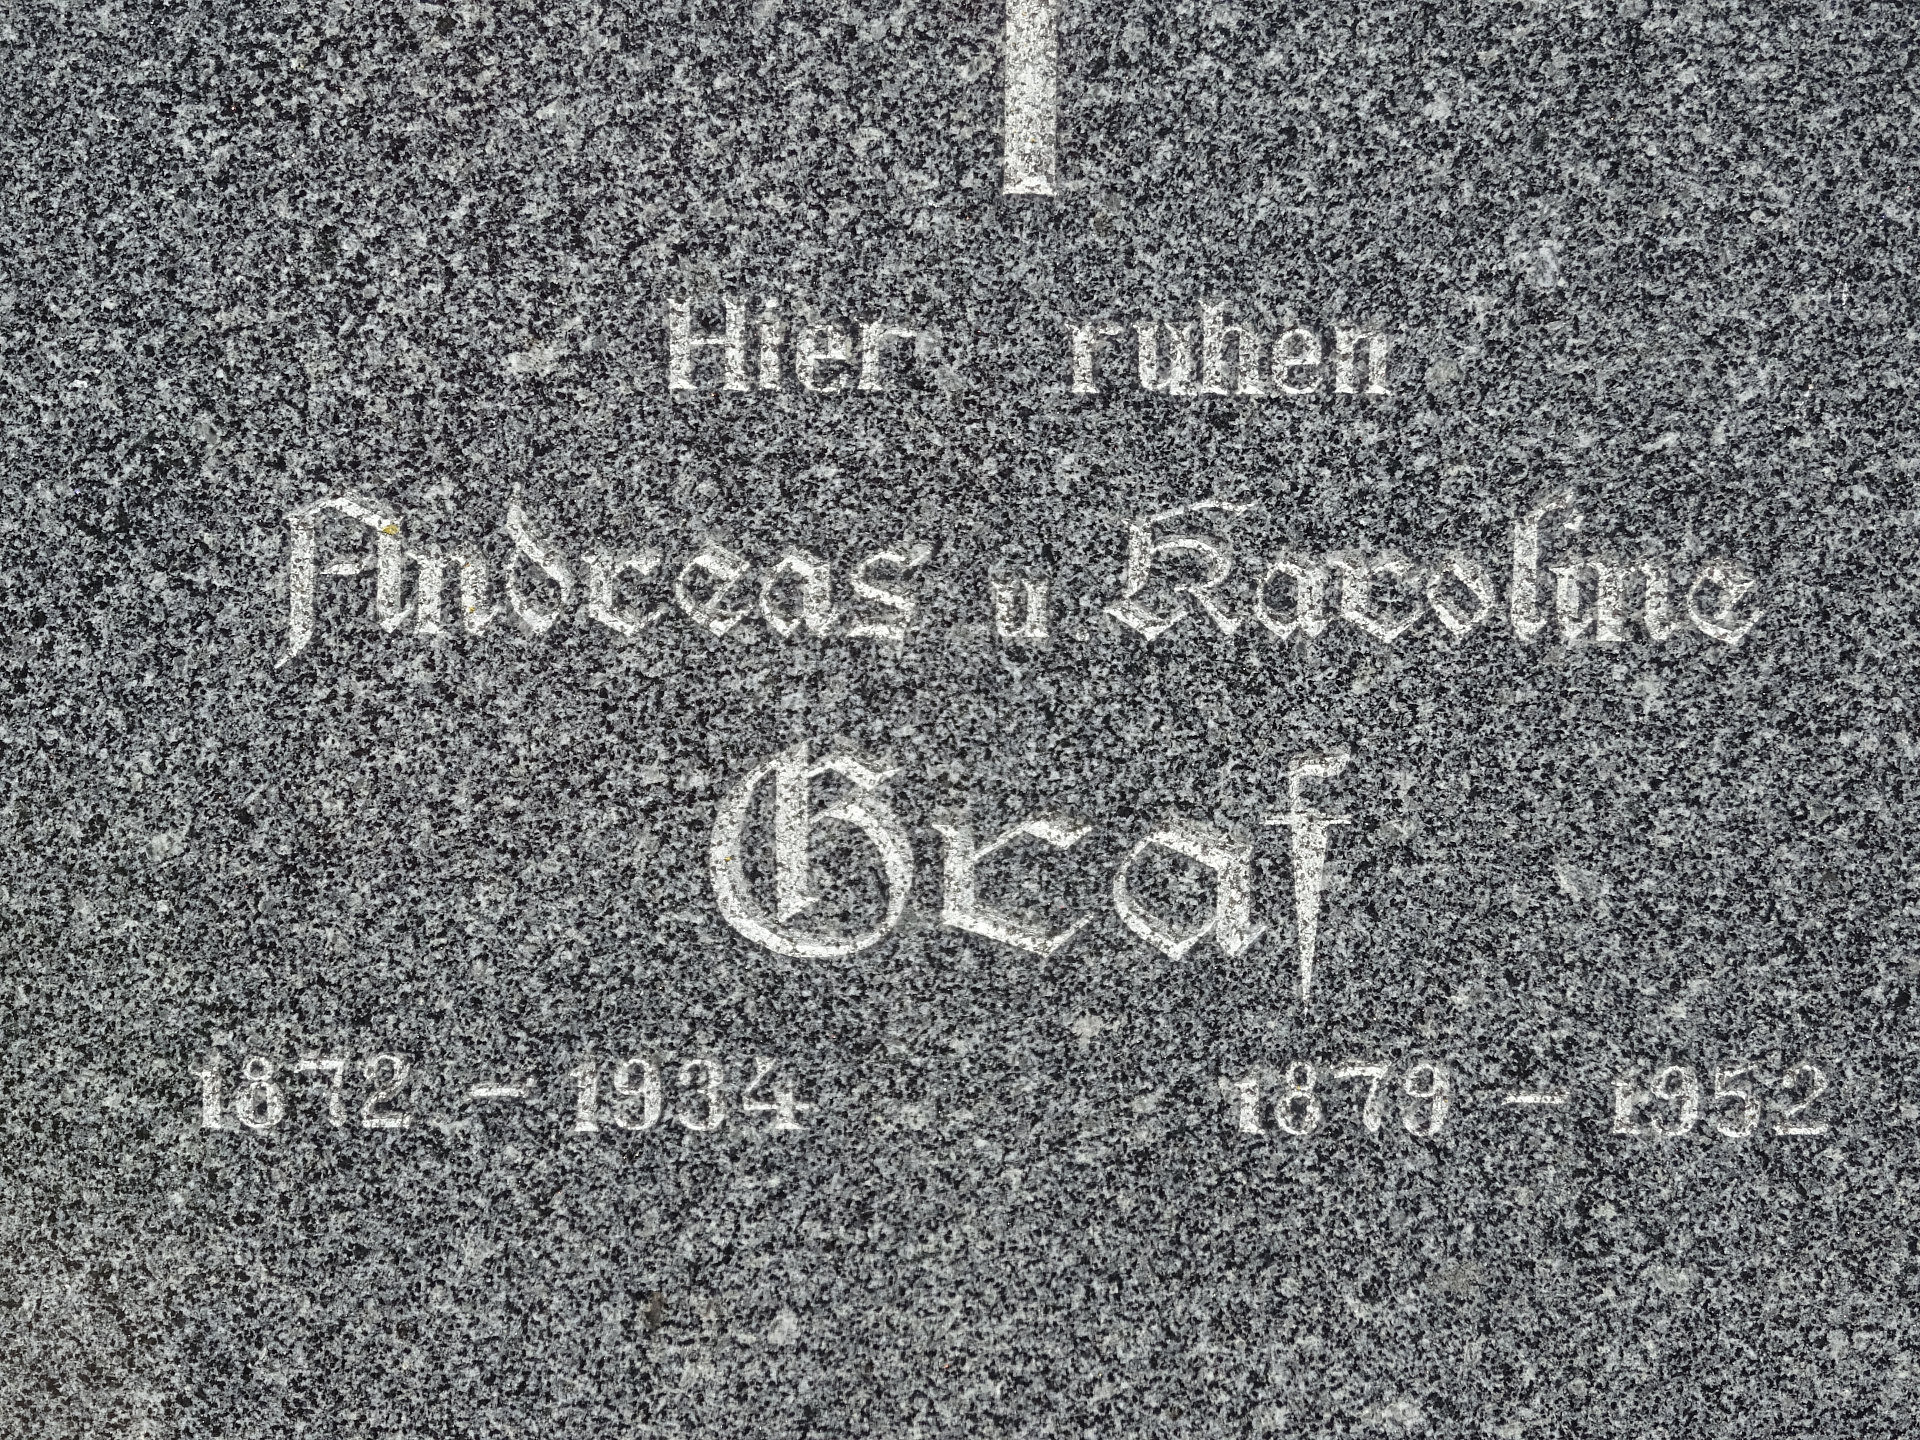 Hier ruhen
Andreas u. Karoline
Graf
1872 – 1934 1879 – 1952